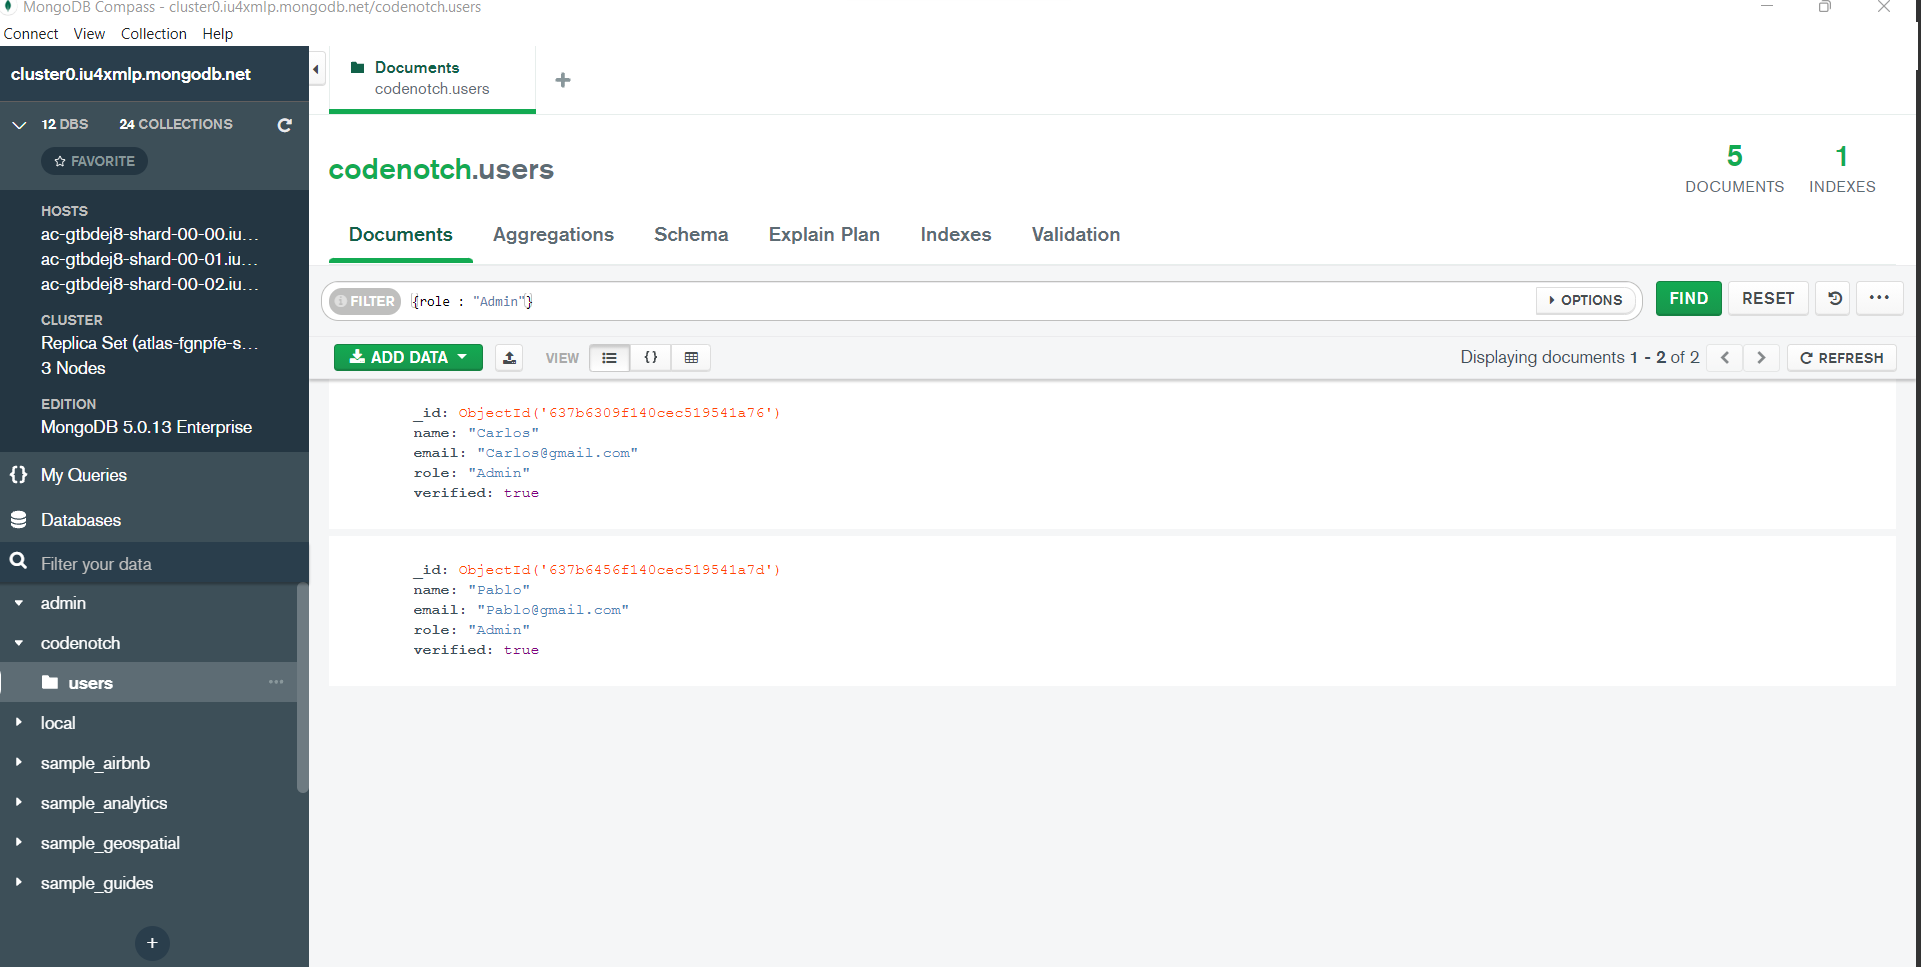 MongoDB Compass - cluster0.iu4xmlp.mongodb.net/codenotch.users
Connect View Collection Help
cluster0.iu4xmlp.mongodb.net
12 DBS 24 COLLECTIONS
FAVORITE
HOSTS
ac-gtbdej8-shard-00-00.iu...
ac-gtbdej8-shard-00-01.iu...
ac-gtbdej8-shard-00-02.iu...
CLUSTER
Replica Set (atlas-fgnpfe-s...
3 Nodes
EDITION
MongoDB 5.0.13 Enterprise
{} My Queries
Databases
Filter your data
admin
codenotch
users ...
local
sample_airbnb
sample_analytics
sample_geospatial
sample_guides
+
Documents
codenotch.users
+
codenotch.users
5 DOCUMENTS
1 INDEXES
Documents Aggregations Schema Explain Plan Indexes Validation
FILTER {role : "Admin"} OPTIONS FIND RESET ...
ADD DATA VIEW {} Displaying documents 1 - 2 of 2 < > REFRESH
_id: ObjectId('637b6309f140cec519541a76')
name: "Carlos"
email: "Carlos@gmail.com"
role: "Admin"
verified: true
_id: ObjectId('637b6456f140cec519541a7d')
name: "Pablo"
email: "Pablo@gmail.com"
role: "Admin"
verified: true